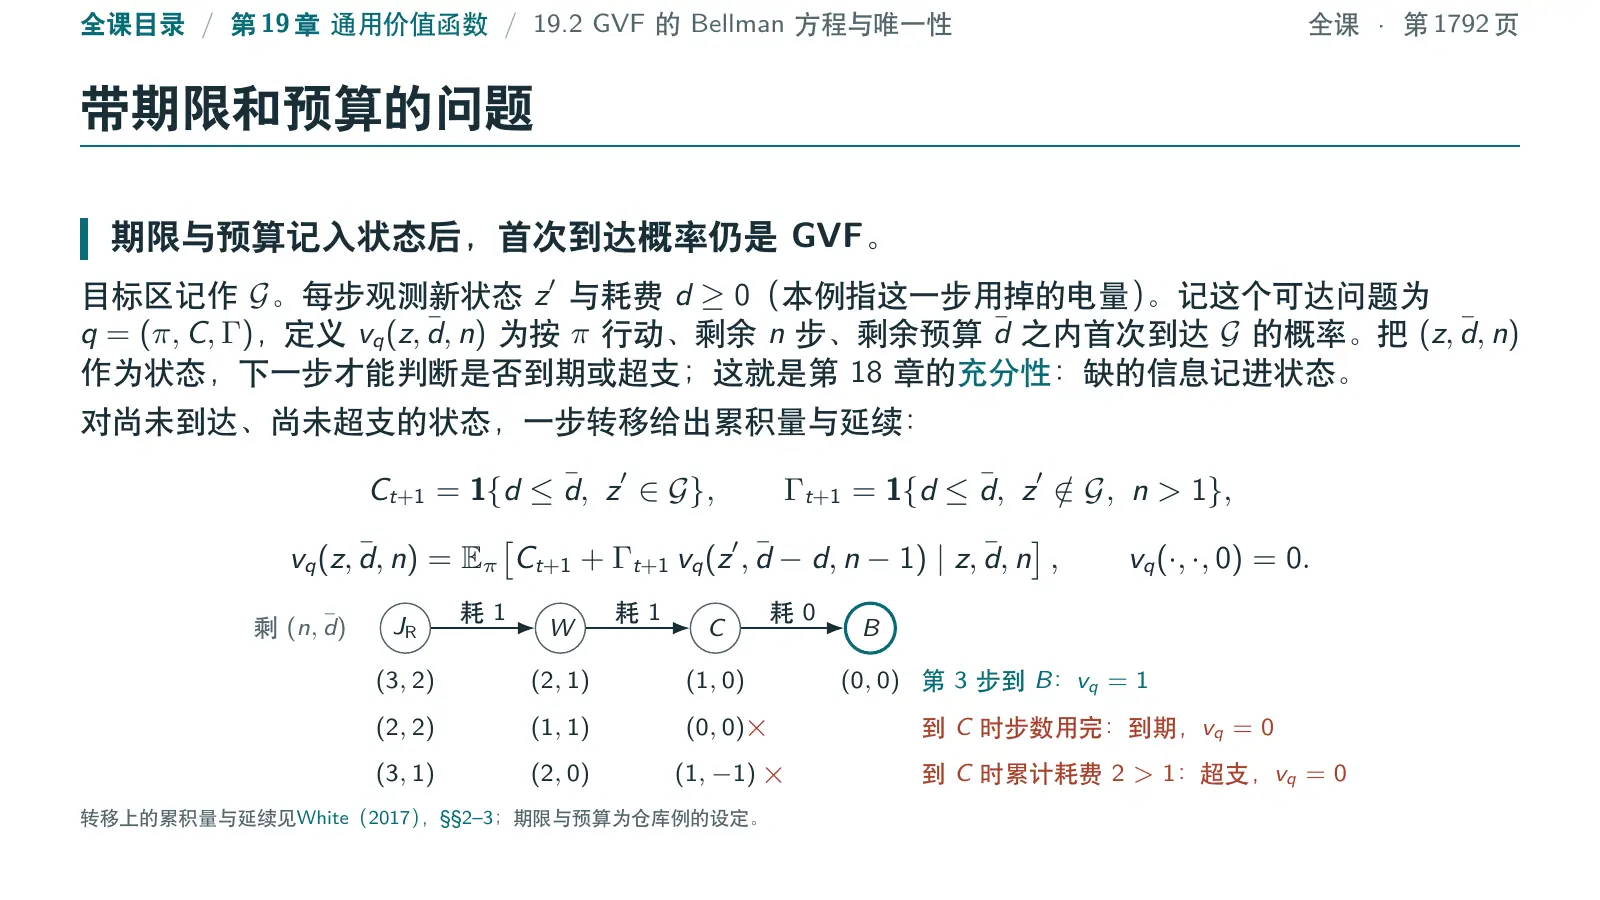 全课目录 / 第 19 章 通用价值函数 / 19.2 GVF 的 Bellman 方程与唯一性
全课 · 第 1792 页
带期限和预算的问题
期限与预算记入状态后，首次到达概率仍是 GVF。
目标区记作 𝒢。每步观测新状态 z′ 与耗费 d ≥ 0（本例指这一步用掉的电量）。记这个可达问题为
q = (π, C, Γ)，定义 v_q(z, d̄, n) 为按 π 行动、剩余 n 步、剩余预算 d̄ 之内首次到达 𝒢 的概率。把 (z, d̄, n)
作为状态，下一步才能判断是否到期或超支；这就是第 18 章的充分性：缺的信息记进状态。
对尚未到达、尚未超支的状态，一步转移给出累积量与延续：
C_{t+1} = 𝟏{d ≤ d̄, z′ ∈ 𝒢}, Γ_{t+1} = 𝟏{d ≤ d̄, z′ ∉ 𝒢, n > 1},
v_q(z, d̄, n) = 𝔼_π[C_{t+1} + Γ_{t+1} v_q(z′, d̄ − d, n − 1) | z, d̄, n], v_q(·, ·, 0) = 0.
剩 (n, d̄) J_R 耗 1 W 耗 1 C 耗 0 B
(3, 2) (2, 1) (1, 0) (0, 0) 第 3 步到 B：v_q = 1
(2, 2) (1, 1) (0, 0)× 到 C 时步数用完：到期，v_q = 0
(3, 1) (2, 0) (1, −1) × 到 C 时累计耗费 2 > 1：超支，v_q = 0
转移上的累积量与延续见White（2017），§§2–3；期限与预算为仓库例的设定。